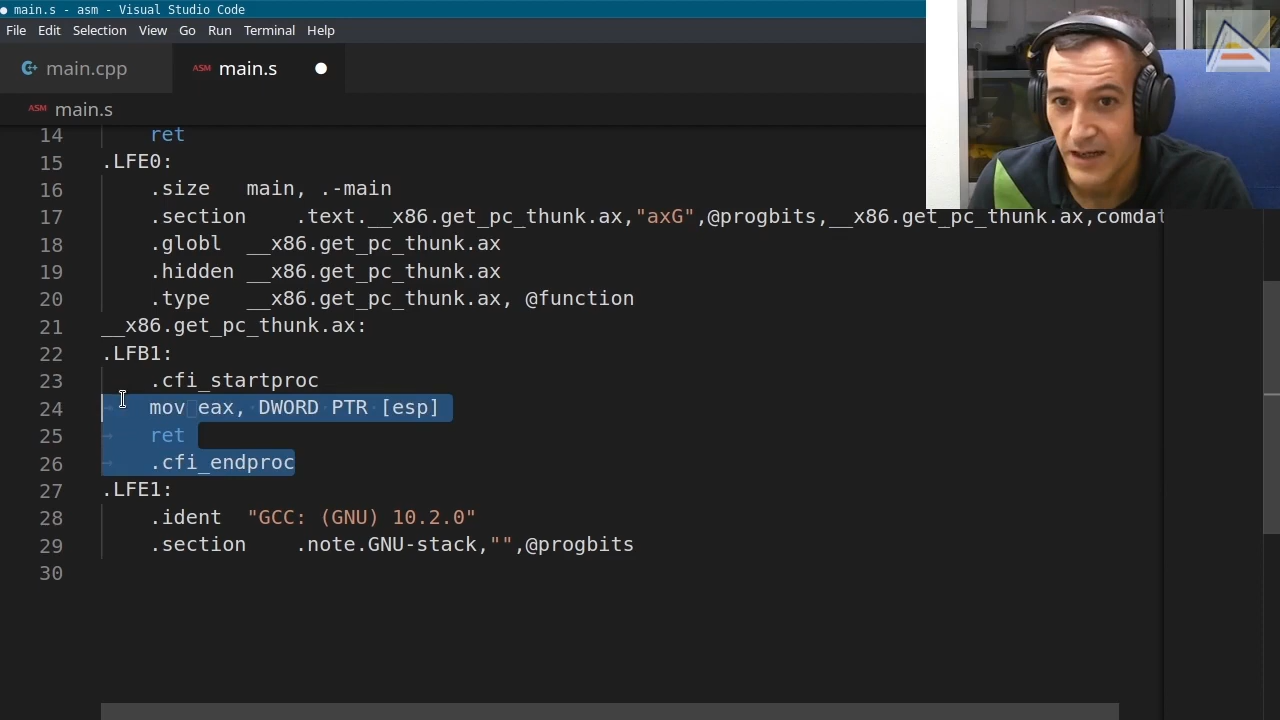 main.s - asm - Visual Studio Code
File Edit Selection View Go Run Terminal Help
main.cpp ASM main.s
ASM main.s
14 ret
15 .LFE0:
16 .size main, .-main
17 .section .text.__x86.get_pc_thunk.ax,"axG",@progbits,__x86.get_pc_thunk.ax,comdat
18 .globl __x86.get_pc_thunk.ax
19 .hidden __x86.get_pc_thunk.ax
20 .type __x86.get_pc_thunk.ax, @function
21 __x86.get_pc_thunk.ax:
22 .LFB1:
23 .cfi_startproc
24 mov eax, DWORD PTR [esp]
25 ret
26 .cfi_endproc
27 .LFE1:
28 .ident "GCC: (GNU) 10.2.0"
29 .section .note.GNU-stack,"",@progbits
30